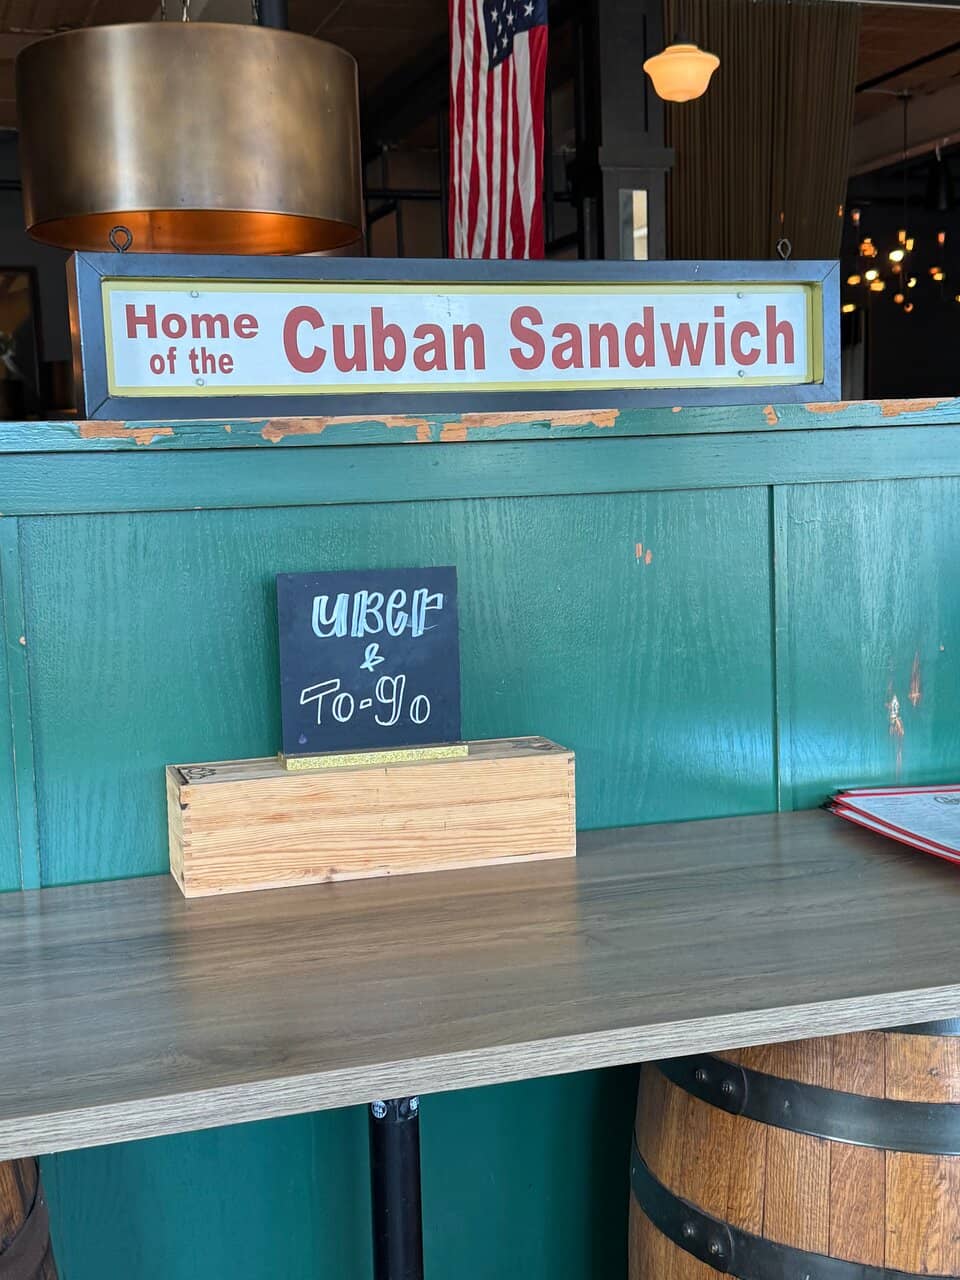 Home
of the
Cuban Sandwich
UBER
&
To-go